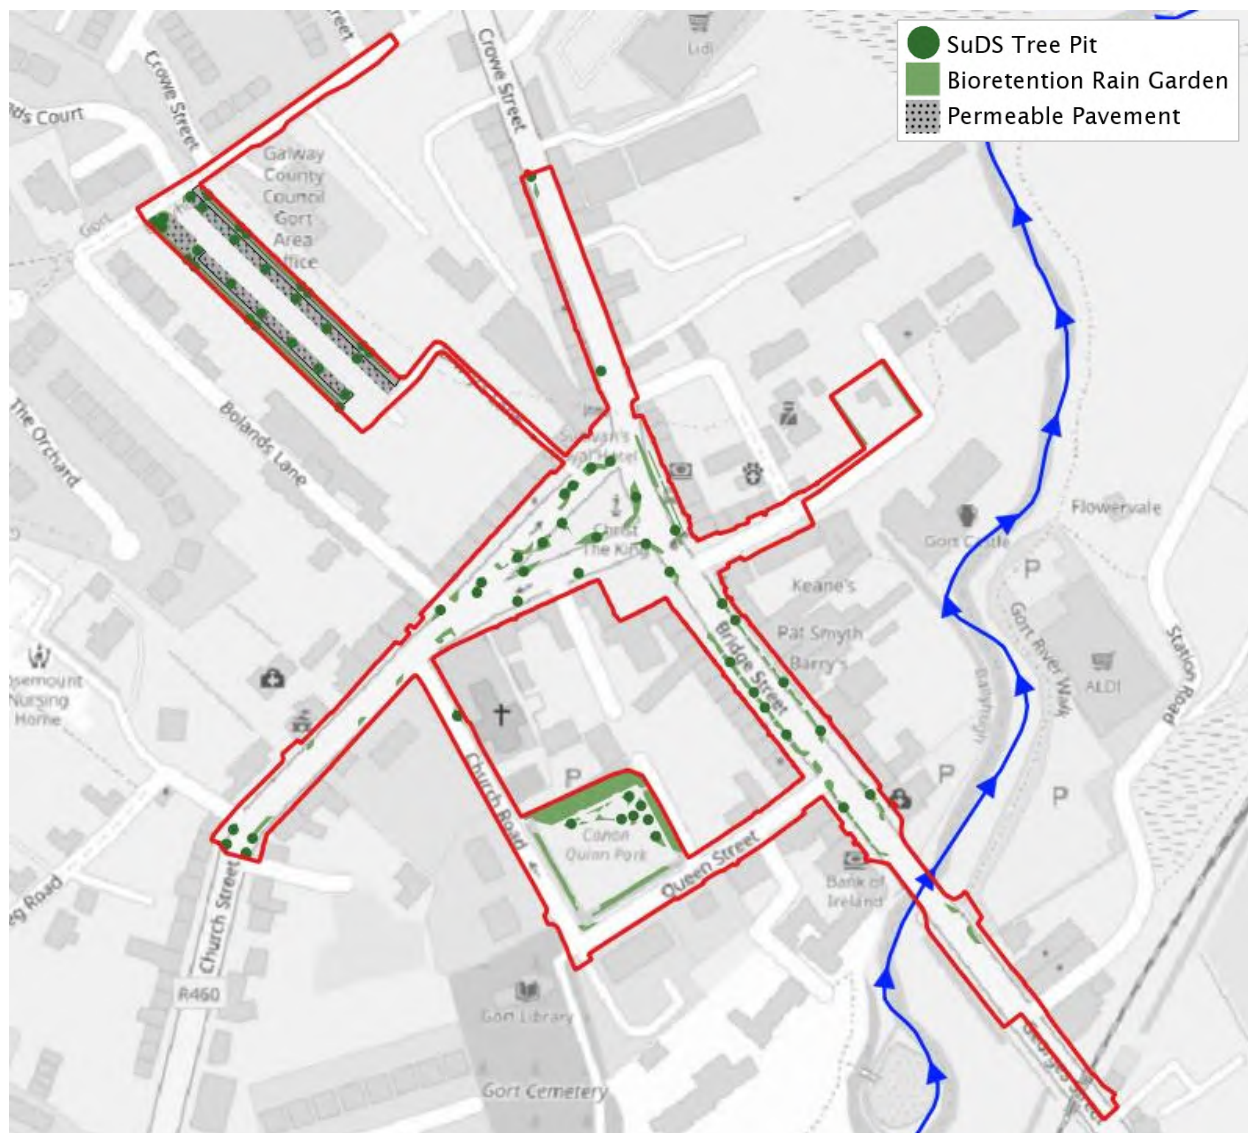 SuDS Tree Pit
Bioretention Rain Garden
Permeable Pavement
Lidl
Crowe Street
Crowe Street
Galway
County
Council
Gort
Area
Gort
The Orchard
Bolands Lane
Christ
The King
Gort Castle
Flowervale
P
Keane's
Pat Smyth
Barry's
Bridge Street
Gort River Walk
ALDI
Station Road
Nursing
Home
P
Church Road
Canon
Quinn Park
Queen Street
P
P
Bank of
Ireland
Church Street
R460
Gort Library
Gort Cemetery